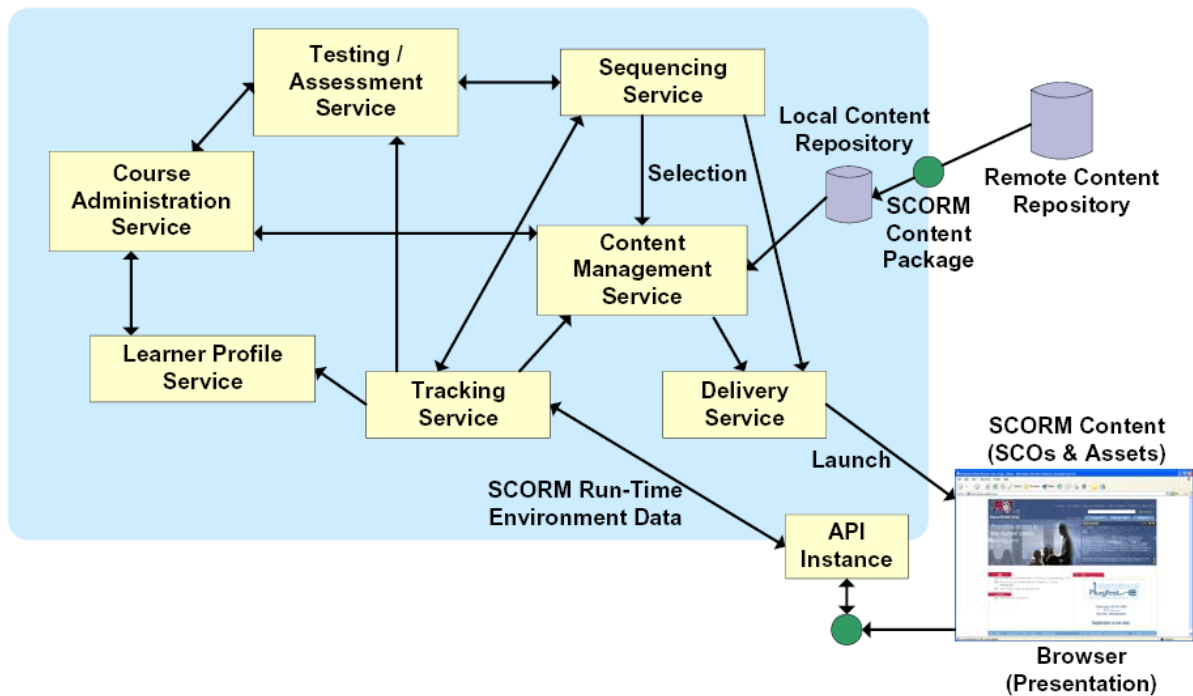 Testing /
Assessment
Service
Sequencing
Service
Local Content
Repository
Remote Content
Repository
Course
Administration
Service
Selection
SCORM
Content
Package
Content
Management
Service
Learner Profile
Service
Tracking
Service
Delivery
Service
SCORM Content
(SCOs & Assets)
Launch
SCORM Run-Time
Environment Data
API
Instance
Browser
(Presentation)